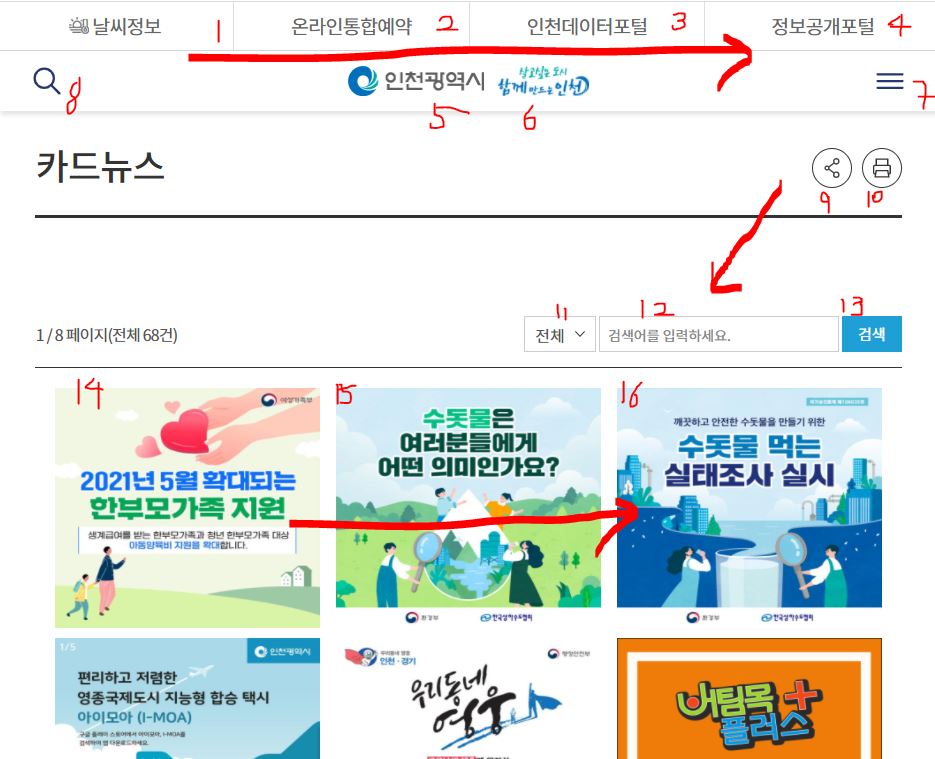 날씨정보 1 온라인통합예약 2 인천데이터포털 3 정보공개포털 4
8 인천광역시 살고싶은 도시 함께 만드는 인천 7
5 6
카드뉴스
9 10
11 12 13
1 / 8 페이지(전체 68건) 전체 검색어를 입력하세요. 검색
14 여성가족부
2021년 5월 확대되는
한부모가족 지원
생계급여를 받는 한부모가족과 청년 한부모가족 대상
아동양육비 지원을 확대합니다.
15
수돗물은
여러분들에게
어떤 의미인가요?
환경부 한국상하수도협회
16
깨끗하고 안전한 수돗물을 만들기 위한
수돗물 먹는
실태조사 실시
환경부 한국상하수도협회
1/5 인천광역시
편리하고 저렴한
영종국제도시 지능형 합승 택시
아이모아 (I-MOA)
구글 플레이 스토어에서 아이모아, I-MOA를
검색하여 앱 다운로드하세요.
우리동네 영웅
인천·경기
행정안전부
우리동네
영웅
버팀목
플러스